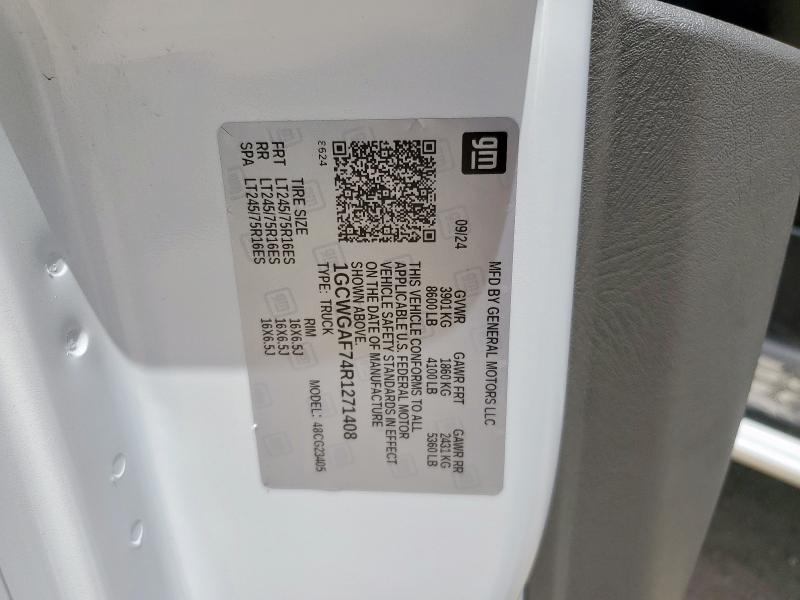 gm
MFD BY GENERAL MOTORS LLC
09/24
GVWR GAWR FRT GAWR RR
3901 KG 1860 KG 2431 KG
8600 LB 4100 LB 5360 LB
THIS VEHICLE CONFORMS TO ALL
APPLICABLE U.S. FEDERAL MOTOR
VEHICLE SAFETY STANDARDS IN EFFECT
ON THE DATE OF MANUFACTURE
SHOWN ABOVE.
1GCWGAF74R1271408
TYPE: TRUCK MODEL: 48CG23405
TIRE SIZE RIM
FRT LT245/75R16ES 16X6.5J
RR LT245/75R16ES 16X6.5J
SPA LT245/75R16ES 16X6.5J